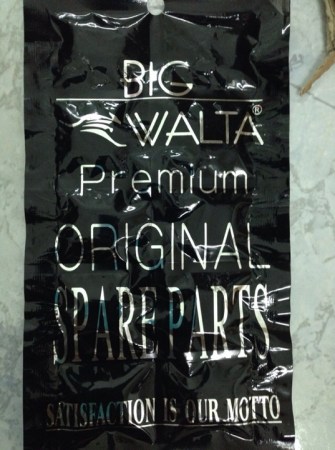 BIG
WALTA®
Premium
ORIGINAL
SPARE PARTS
SATISFACTION IS OUR MOTTO